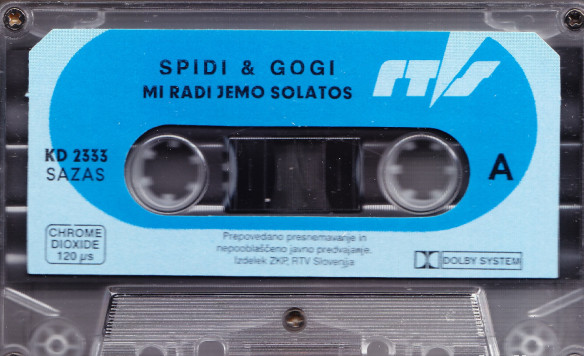 SPIDI & GOGI
RTVS
MI RADI JEMO SOLATOS
KD 2333
SAZAS
A
CHROME
DIOXIDE
120 µs
Prepovedano presnemavanje in
nepooblaščeno javno predvajanje.
Izdelek ZKP, RTV Slovenija
DOLBY SYSTEM